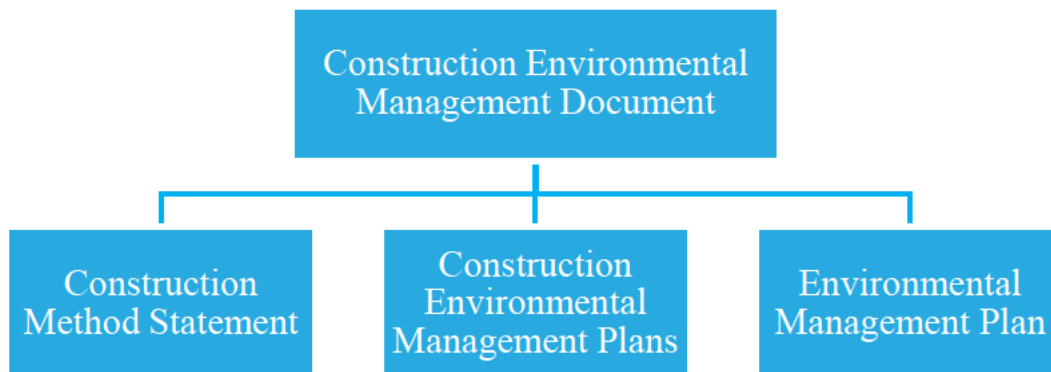 Construction Environmental
Management Document
Construction
Method Statement
Construction
Environmental
Management Plans
Environmental
Management Plan